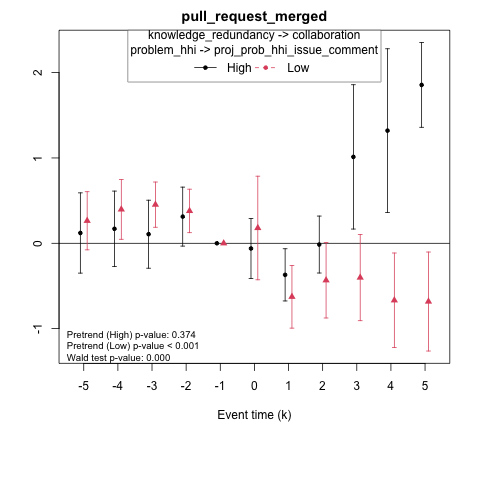 pull_request_merged
knowledge_redundancy -> collaboration
problem_hhi -> proj_prob_hhi_issue_comment
High Low
2
1
0
-1
Pretrend (High) p-value: 0.374
Pretrend (Low) p-value < 0.001
Wald test p-value: 0.000
-5 -4 -3 -2 -1 0 1 2 3 4 5
Event time (k)